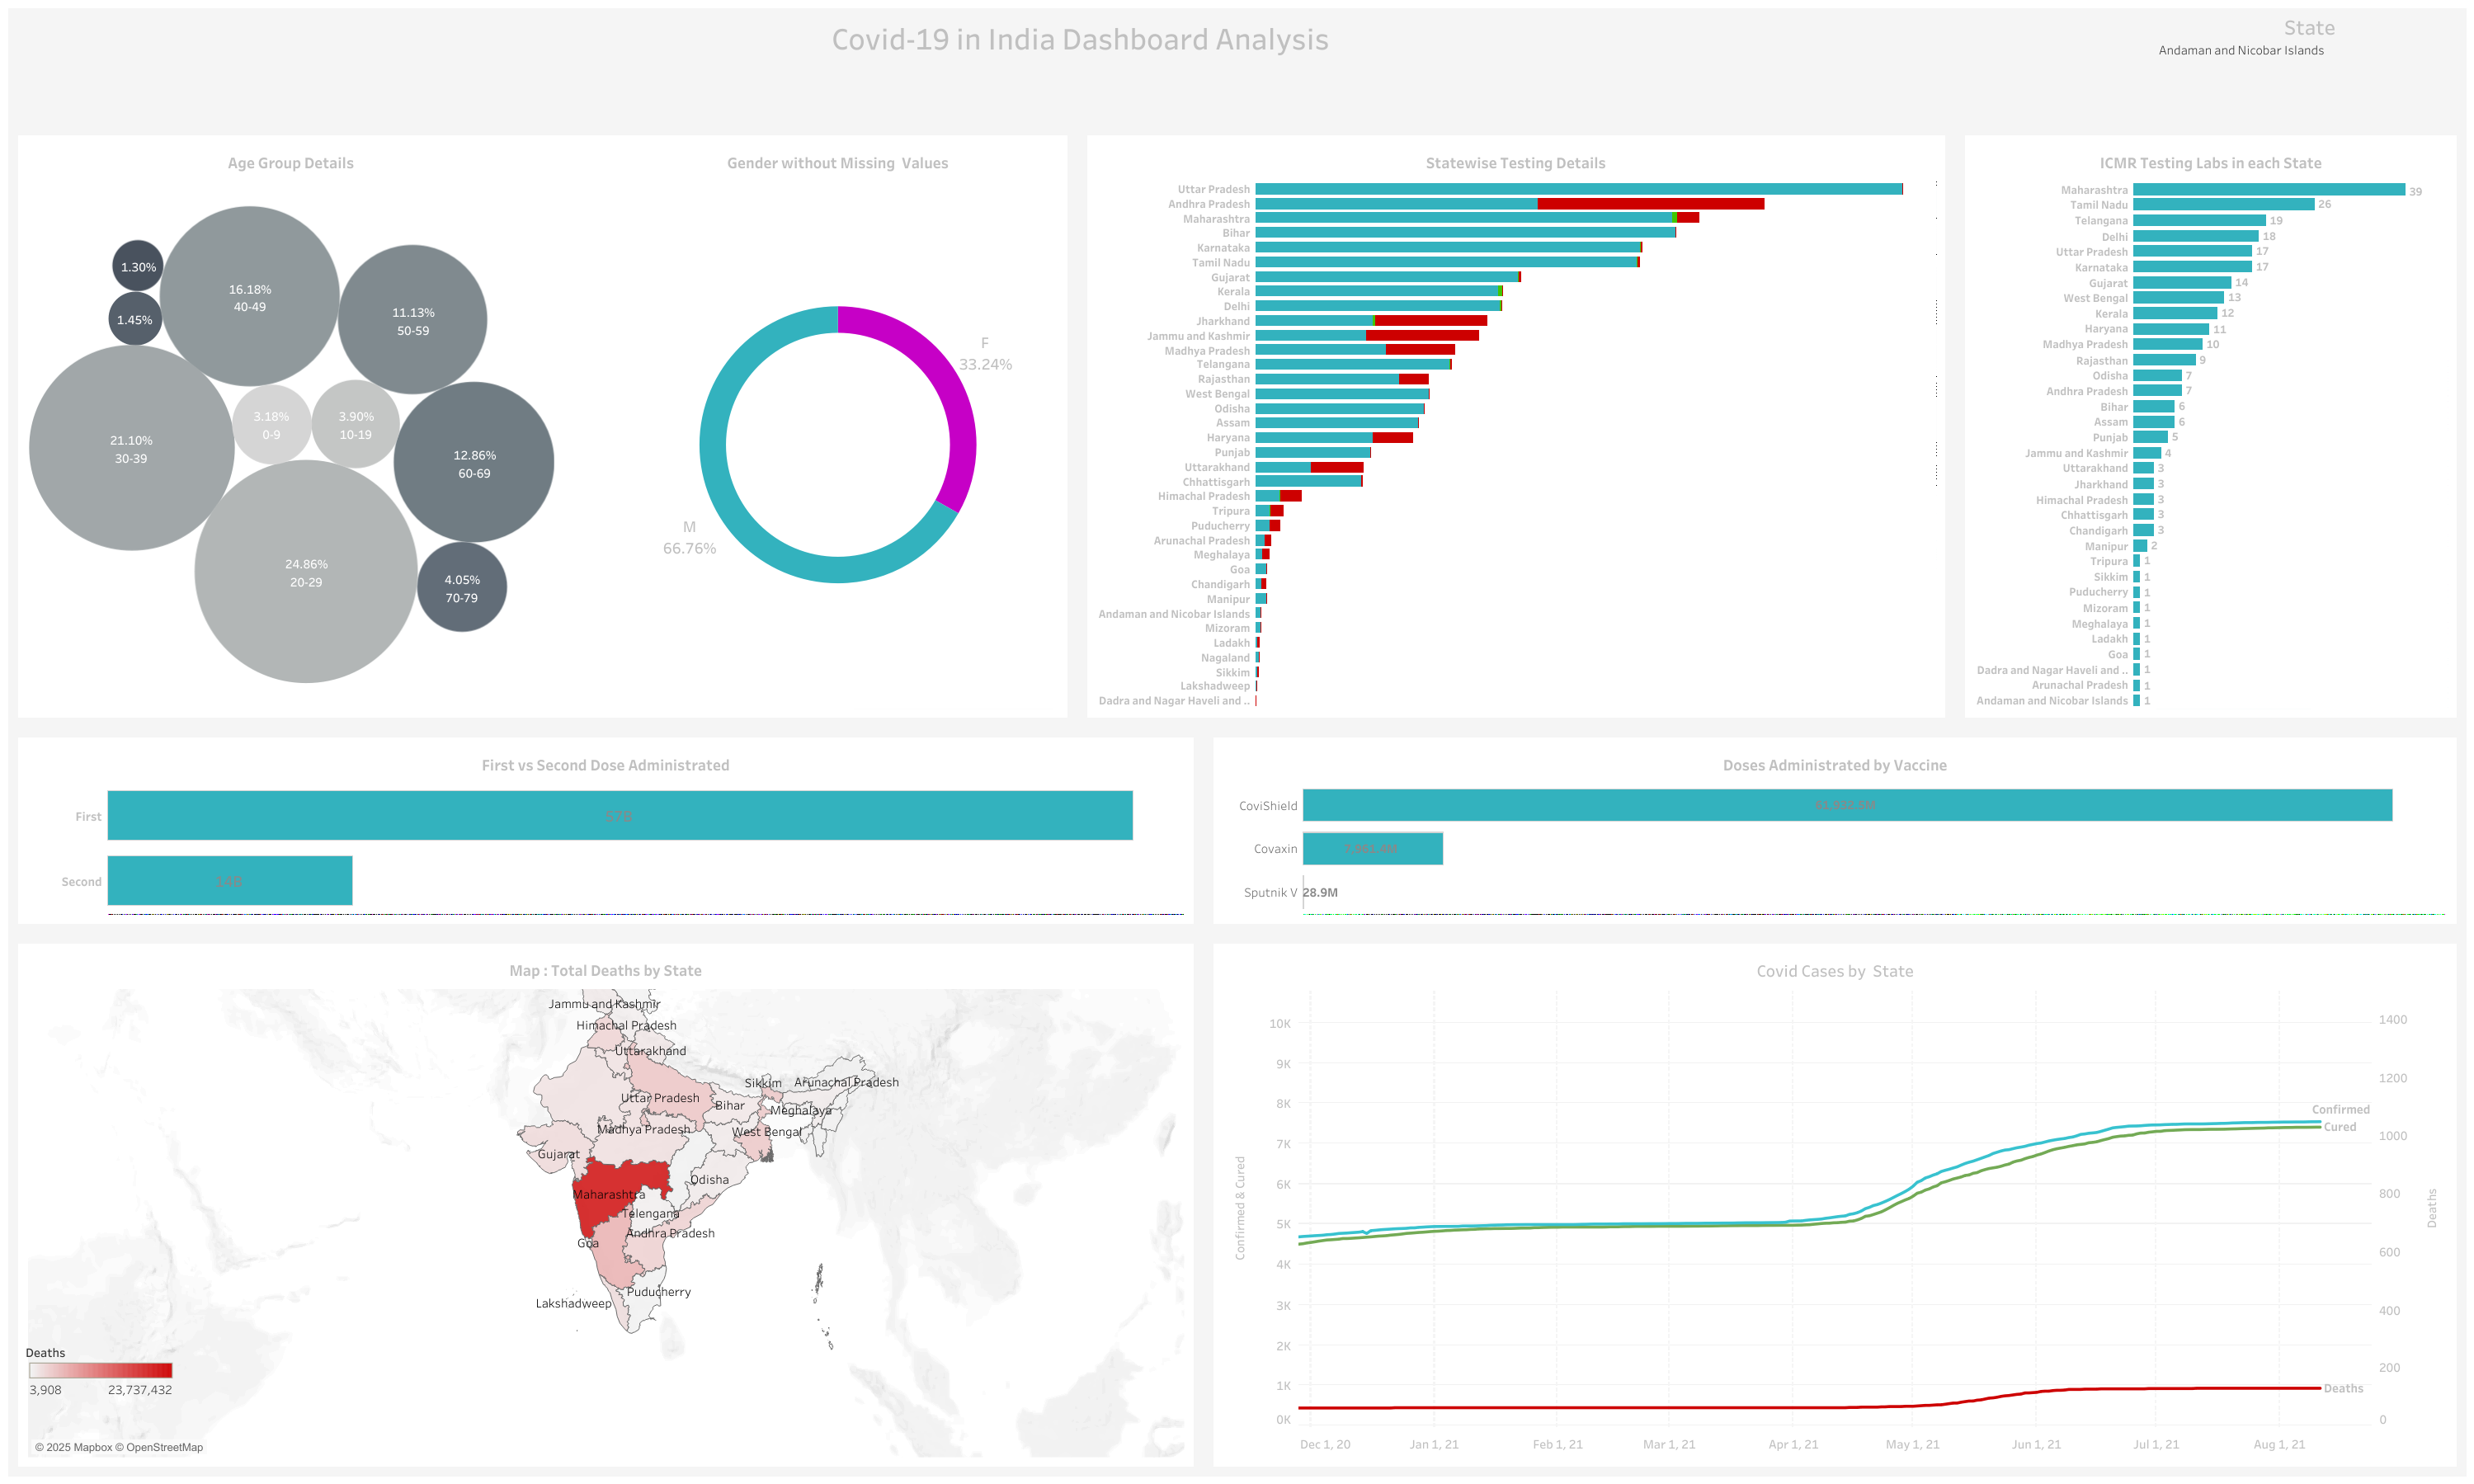 Covid-19 in India Dashboard Analysis
State
Andaman and Nicobar Islands
Age Group Details
1.30%
1.45%
16.18%
40-49
11.13%
50-59
21.10%
30-39
3.18%
0-9
3.90%
10-19
12.86%
60-69
24.86%
20-29
4.05%
70-79
Gender without Missing  Values
F
33.24%
M
66.76%
Statewise Testing Details
Uttar Pradesh
Andhra Pradesh
Maharashtra
Bihar
Karnataka
Tamil Nadu
Gujarat
Kerala
Delhi
Jharkhand
Jammu and Kashmir
Madhya Pradesh
Telangana
Rajasthan
West Bengal
Odisha
Assam
Haryana
Punjab
Uttarakhand
Chhattisgarh
Himachal Pradesh
Tripura
Puducherry
Arunachal Pradesh
Meghalaya
Goa
Chandigarh
Manipur
Andaman and Nicobar Islands
Mizoram
Ladakh
Nagaland
Sikkim
Lakshadweep
Dadra and Nagar Haveli and ..
ICMR Testing Labs in each State
Maharashtra 39
Tamil Nadu 26
Telangana 19
Delhi 18
Uttar Pradesh 17
Karnataka 17
Gujarat 14
West Bengal 13
Kerala 12
Haryana 11
Madhya Pradesh 10
Rajasthan 9
Odisha 7
Andhra Pradesh 7
Bihar 6
Assam 6
Punjab 5
Jammu and Kashmir 4
Uttarakhand 3
Jharkhand 3
Himachal Pradesh 3
Chhattisgarh 3
Chandigarh 3
Manipur 2
Tripura 1
Sikkim 1
Puducherry 1
Mizoram 1
Meghalaya 1
Ladakh 1
Goa 1
Dadra and Nagar Haveli and .. 1
Arunachal Pradesh 1
Andaman and Nicobar Islands 1
First vs Second Dose Administrated
First 57B
Second 14B
Doses Administrated by Vaccine
CoviShield
Covaxin
Sputnik V 28.9M
Map : Total Deaths by State
Jammu and Kashmir
Himachal Pradesh
Uttarakhand
Sikkim
Arunachal Pradesh
Uttar Pradesh
Bihar
Meghalaya
Madhya Pradesh
West Bengal
Gujarat
Odisha
Maharashtra
Telengana
Andhra Pradesh
Goa
Puducherry
Lakshadweep
Deaths
3,908 23,737,432
© 2025 Mapbox © OpenStreetMap
Covid Cases by  State
Confirmed & Cured
10K
9K
8K
7K
6K
5K
4K
3K
2K
1K
0K
1400
1200
1000
800
600
400
200
0
Deaths
Confirmed
Cured
Deaths
Dec 1, 20 Jan 1, 21 Feb 1, 21 Mar 1, 21 Apr 1, 21 May 1, 21 Jun 1, 21 Jul 1, 21 Aug 1, 21